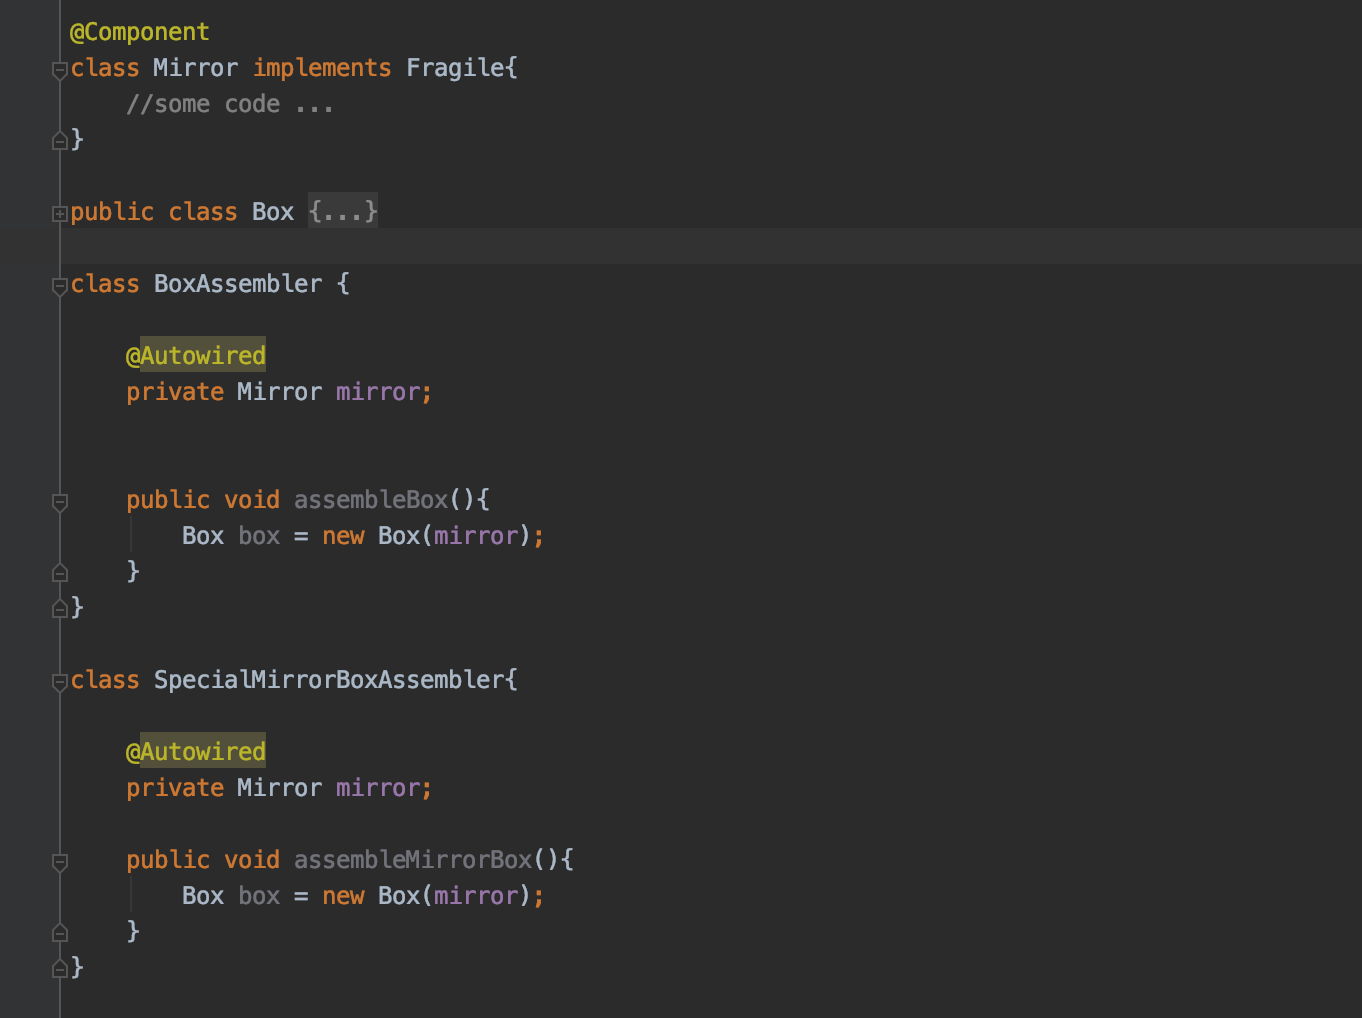 @Component
class Mirror implements Fragile{
//some code ...
}
public class Box {...}
class BoxAssembler {
@Autowired
private Mirror mirror;
public void assembleBox(){
Box box = new Box(mirror);
}
}
class SpecialMirrorBoxAssembler{
@Autowired
private Mirror mirror;
public void assembleMirrorBox(){
Box box = new Box(mirror);
}
}